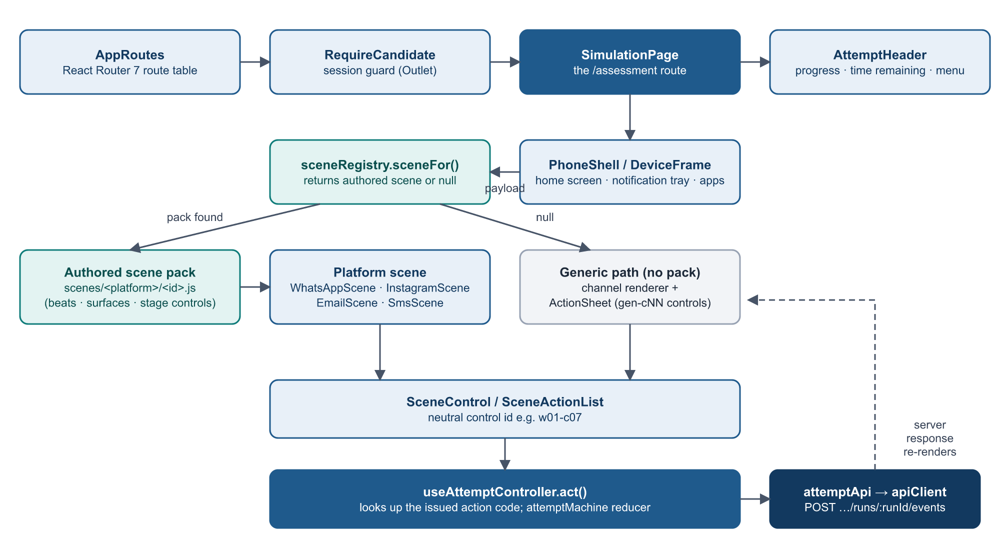 AppRoutes
React Router 7 route table
RequireCandidate
session guard (Outlet)
SimulationPage
the /assessment route
AttemptHeader
progress · time remaining · menu
sceneRegistry.sceneFor()
returns authored scene or null
payload
PhoneShell / DeviceFrame
home screen · notification tray · apps
pack found
null
Authored scene pack
scenes/<platform>/<id>.js
(beats · surfaces · stage controls)
Platform scene
WhatsAppScene · InstagramScene
EmailScene · SmsScene
Generic path (no pack)
channel renderer +
ActionSheet (gen-cNN controls)
SceneControl / SceneActionList
neutral control id e.g. w01-c07
server
response
re-renders
useAttemptController.act()
looks up the issued action code; attemptMachine reducer
attemptApi → apiClient
POST …/runs/:runId/events